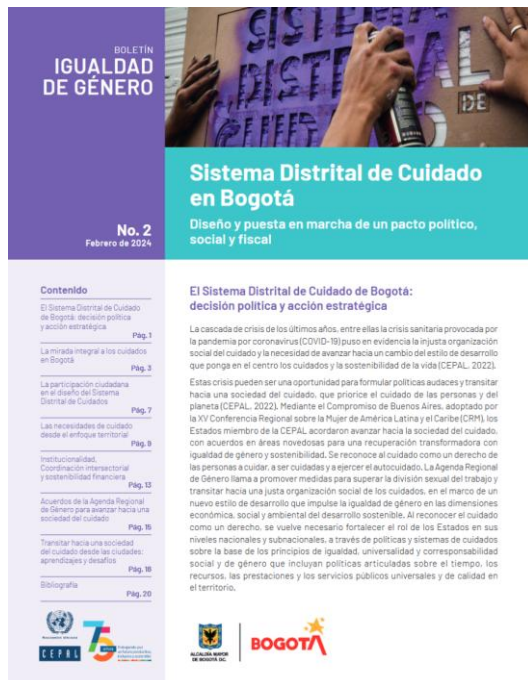 BOLETÍN
IGUALDAD
DE GÉNERO
SISTEMA
DISTRITAL
DE
CUIDADO
Sistema Distrital de Cuidado
en Bogotá
Diseño y puesta en marcha de un pacto político,
social y fiscal
No. 2
Febrero de 2024
Contenido
El Sistema Distrital de Cuidado
de Bogotá: decisión política
y acción estratégica
Pág. 1
La mirada integral a los cuidados
en Bogotá
Pág. 3
La participación ciudadana
en el diseño del Sistema
Distrital de Cuidados
Pág. 7
Las necesidades de cuidado
desde el enfoque territorial
Pág. 9
Institucionalidad,
Coordinación intersectorial
y sostenibilidad financiera
Pág. 13
Acuerdos de la Agenda Regional
de Género para avanzar hacia una
sociedad del cuidado
Pág. 15
Transitar hacia una sociedad
del cuidado desde las ciudades:
aprendizajes y desafíos
Pág. 18
Bibliografía
Pág. 20
El Sistema Distrital de Cuidado de Bogotá:
decisión política y acción estratégica
La cascada de crisis de los últimos años, entre ellas la crisis sanitaria provocada por
la pandemia por coronavirus (COVID-19) puso en evidencia la injusta organización
social del cuidado y la necesidad de avanzar hacia un cambio del estilo de desarrollo
que ponga en el centro los cuidados y la sostenibilidad de la vida (CEPAL, 2022).
Estas crisis pueden ser una oportunidad para formular políticas audaces y transitar
hacia una sociedad del cuidado, que priorice el cuidado de las personas y del
planeta (CEPAL, 2022). Mediante el Compromiso de Buenos Aires, adoptado por
la XV Conferencia Regional sobre la Mujer de América Latina y el Caribe (CRM), los
Estados miembro de la CEPAL acordaron avanzar hacia la sociedad del cuidado,
con acuerdos en áreas novedosas para una recuperación transformadora con
igualdad de género y sostenibilidad. Se reconoce al cuidado como un derecho de
las personas a cuidar, a ser cuidadas y a ejercer el autocuidado. La Agenda Regional
de Género llama a promover medidas para superar la división sexual del trabajo y
transitar hacia una justa organización social de los cuidados, en el marco de un
nuevo estilo de desarrollo que impulse la igualdad de género en las dimensiones
económica, social y ambiental del desarrollo sostenible. Al reconocer el cuidado
como un derecho, se vuelve necesario fortalecer el rol de los Estados en sus
niveles nacionales y subnacionales, a través de políticas y sistemas de cuidados
sobre la base de los principios de igualdad, universalidad y corresponsabilidad
social y de género que incluyan políticas articuladas sobre el tiempo, los
recursos, las prestaciones y los servicios públicos universales y de calidad en
el territorio.
CEPAL
75
ALCALDÍA MAYOR
DE BOGOTÁ D.C.
BOGOTÁ